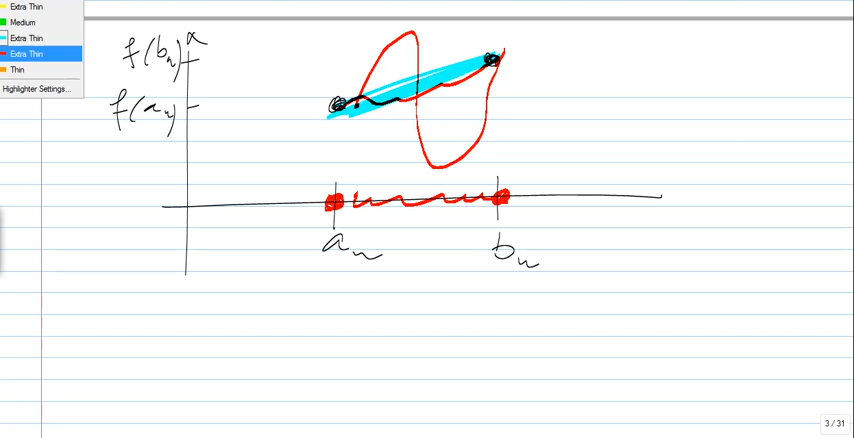 Extra Thin
Medium
Extra Thin
Extra Thin
Thin
Highlighter Settings...
f(bₙ)
f(aₙ)
aₙ
bₙ
3 / 31